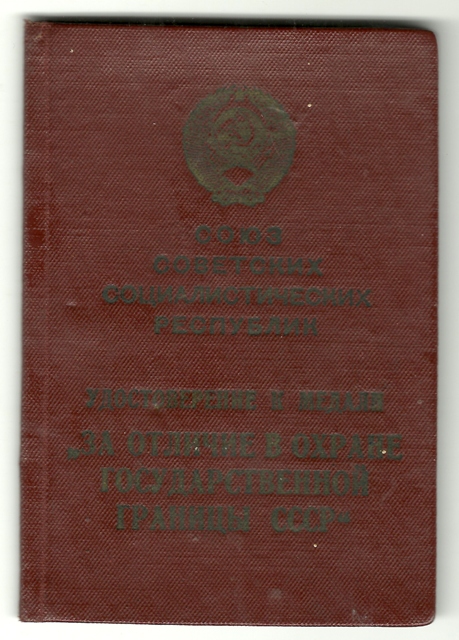 СОЮЗ
СОВЕТСКИХ
СОЦИАЛИСТИЧЕСКИХ
РЕСПУБЛИК
УДОСТОВЕРЕНИЕ К МЕДАЛИ
„ЗА ОТЛИЧИЕ В ОХРАНЕ
ГОСУДАРСТВЕННОЙ
ГРАНИЦЫ СССР“